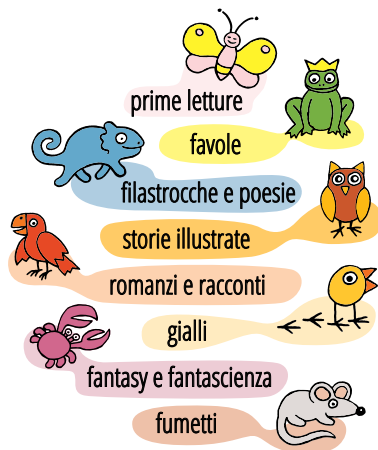 prime letture
favole
filastrocche e poesie
storie illustrate
romanzi e racconti
gialli
fantasy e fantascienza
fumetti